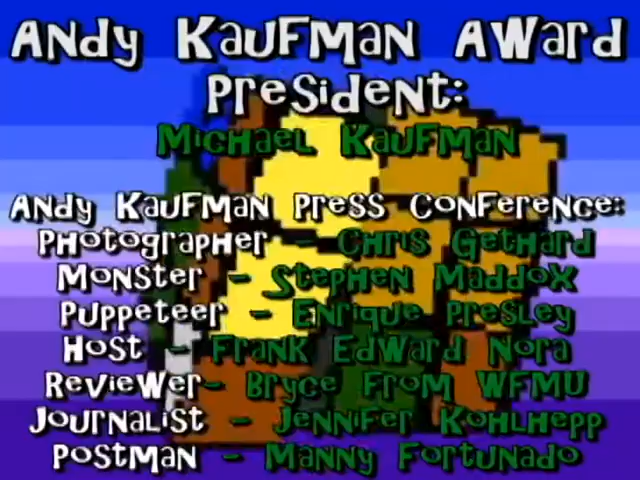 Andy Kaufman Award
President:
Michael Kaufman
Andy Kaufman Press Conference:
Photographer - Chris Gethard
Monster - Stephen Maddox
Puppeteer - Enrique Presley
Host - Frank Edward Nora
Reviewer- Bryce From WFMU
Journalist - Jennifer Kohlhepp
Postman - Manny Fortunado